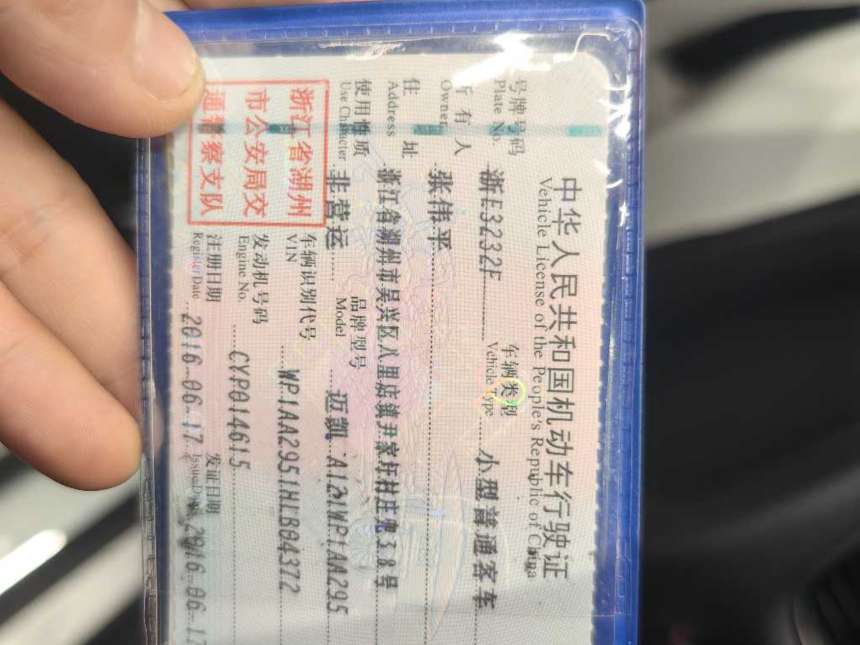 中华人民共和国机动车行驶证
Vehicle License of the People's Republic of China
号牌号码 浙E3232F 车辆类型 小型普通客车
Plate No. Vehicle Type
所有人 张伟平
Owner
住址 浙江省湖州市吴兴区八里店镇尹家圩村庄兜38号
Address
使用性质 非营运 品牌型号 迈凯 A121WP1AA295
Use Character Model
浙江省湖州
市公安局交
通警察支队
车辆识别代号 WP1AA2951HLB04372
VIN
发动机号码 CYP014615
Engine No.
注册日期 2016-06-17 发证日期 2016-06-17
Register Date Issue Date